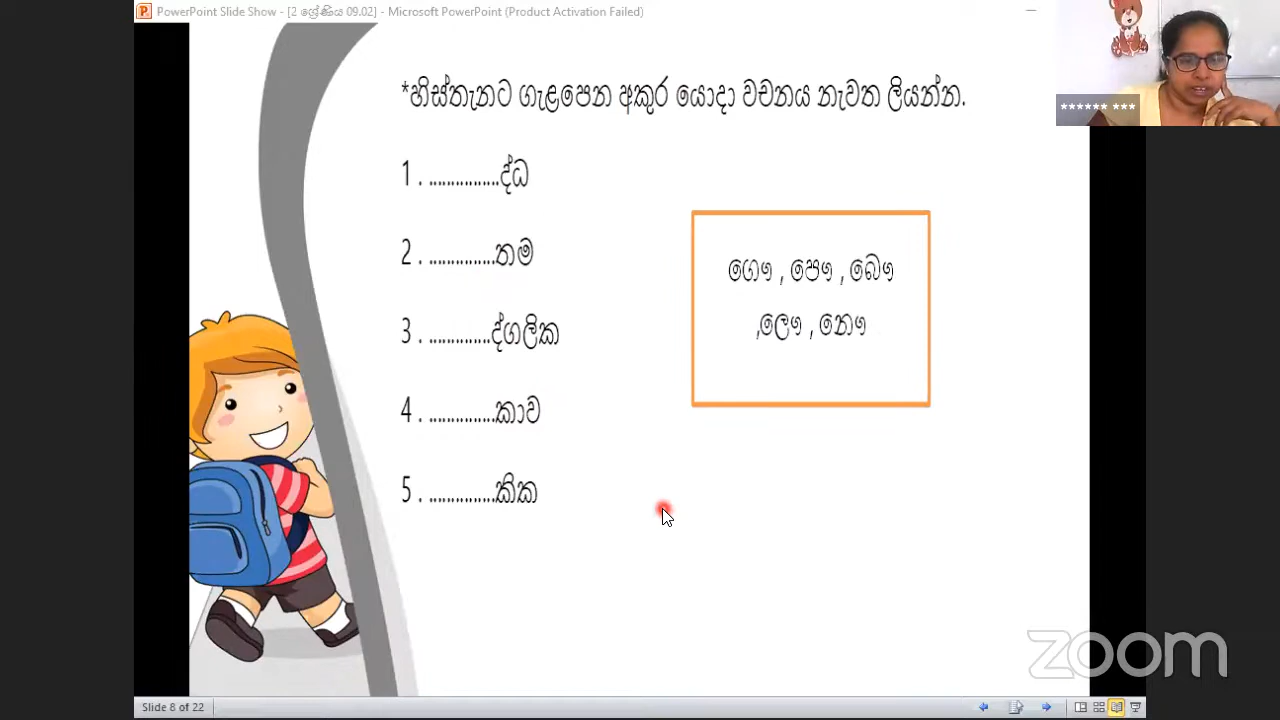 PowerPoint Slide Show - [2 ශ්‍රේණිය 09.02] - Microsoft PowerPoint (Product Activation Failed)
****** ***
*හිස්තැනට ගැළපෙන අකුර යොදා වචනය නැවත ලියන්න.
1 . ...............ද්ධ
2 . ..............තම
3 . .............ද්ගලික
4 . ..............කාව
5 . ..............කික
ගෞ , පෞ , බෞ
,ලෞ , නෞ
zoom
Slide 8 of 22